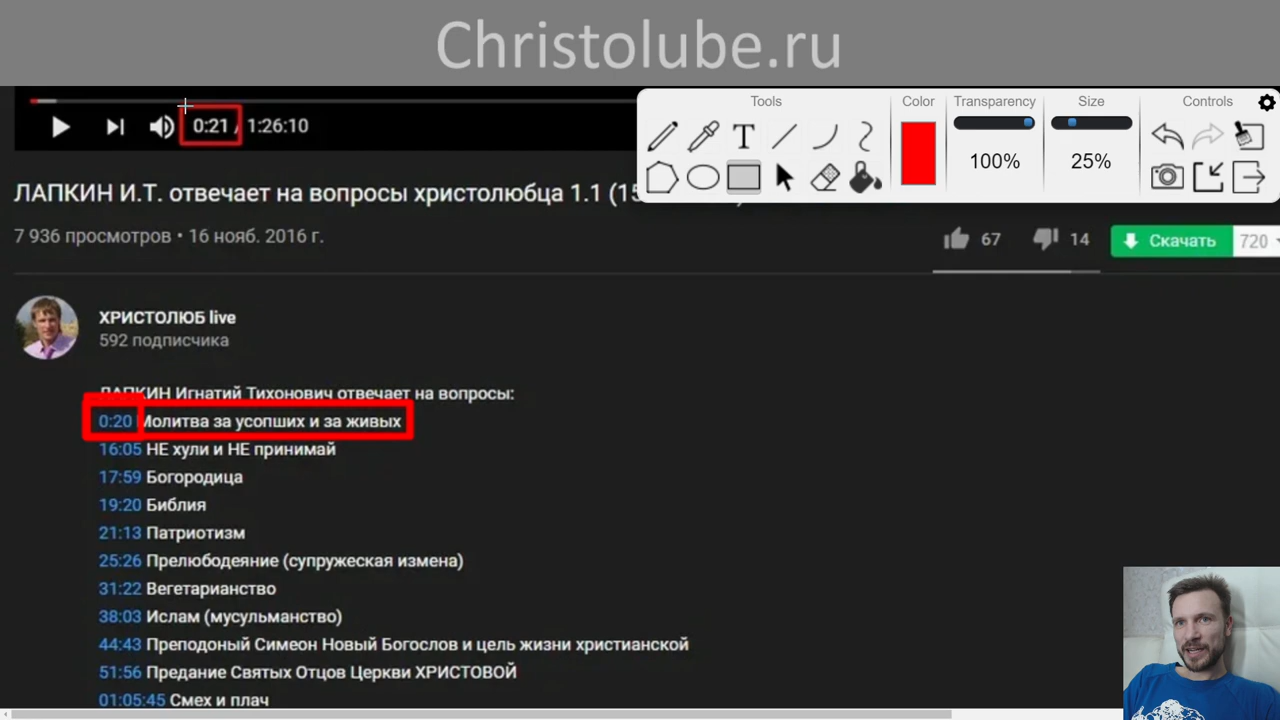 Christolube.ru
Tools Color Transparency Size Controls
0:21 / 1:26:10
100% 25%
ЛАПКИН И.Т. отвечает на вопросы христолюбца 1.1 (15
7 936 просмотров • 16 нояб. 2016 г.
67 14 Скачать 720
ХРИСТОЛЮБ live
592 подписчика
ЛАПКИН Игнатий Тихонович отвечает на вопросы:
0:20 Молитва за усопших и за живых
16:05 НЕ хули и НЕ принимай
17:59 Богородица
19:20 Библия
21:13 Патриотизм
25:26 Прелюбодеяние (супружеская измена)
31:22 Вегетарианство
38:03 Ислам (мусульманство)
44:43 Преподоный Симеон Новый Богослов и цель жизни христианской
51:56 Предание Святых Отцов Церкви ХРИСТОВОЙ
01:05:45 Смех и плач